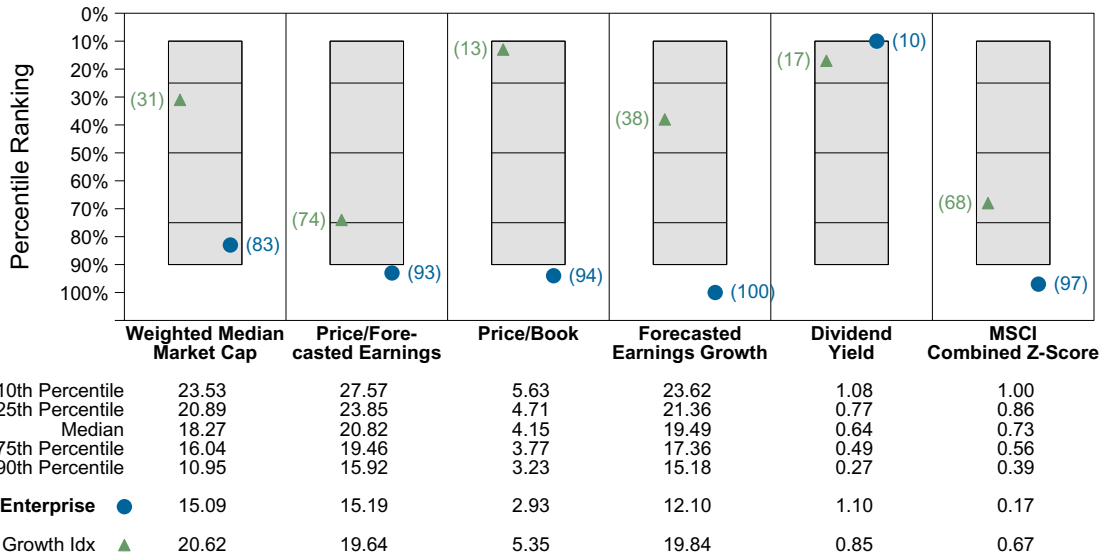 0%
10%
20%
30%
40%
50%
60%
70%
80%
90%
100%
Percentile Ranking
(31)
(83)
(74)
(93)
(13)
(94)
(38)
(100)
(17)
(10)
(68)
(97)
Weighted Median Market Cap
Price/Fore-casted Earnings
Price/Book
Forecasted Earnings Growth
Dividend Yield
MSCI Combined Z-Score
10th Percentile 23.53 27.57 5.63 23.62 1.08 1.00
25th Percentile 20.89 23.85 4.71 21.36 0.77 0.86
Median 18.27 20.82 4.15 19.49 0.64 0.73
75th Percentile 16.04 19.46 3.77 17.36 0.49 0.56
90th Percentile 10.95 15.92 3.23 15.18 0.27 0.39
Enterprise 15.09 15.19 2.93 12.10 1.10 0.17
Growth Idx 20.62 19.64 5.35 19.84 0.85 0.67